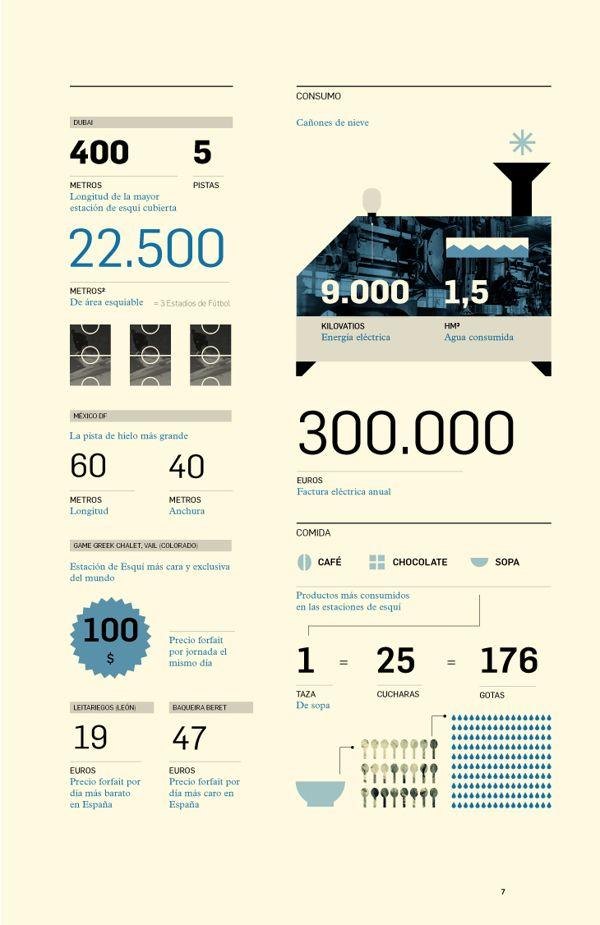 DUBAI
400
5
METROS
PISTAS
Longitud de la mayor
estación de esquí cubierta
22.500
METROS²
De área esquiable = 3 Estadios de Fútbol
MÉXICO DF
La pista de hielo más grande
60
40
METROS
METROS
Longitud
Anchura
GAME GREEK CHALET, VAIL (COLORADO)
Estación de Esquí más cara y exclusiva
del mundo
100
$
Precio forfait
por jornada el
mismo día
LEITARIEGOS (LEÓN)
19
EUROS
Precio forfait por
día más barato
en España
BAQUEIRA BERET
47
EUROS
Precio forfait por
día más caro en
España
CONSUMO
Cañones de nieve
9.000
1,5
KILOVATIOS
HM³
Energía eléctrica
Agua consumida
300.000
EUROS
Factura eléctrica anual
COMIDA
CAFÉ
CHOCOLATE
SOPA
Productos más consumidos
en las estaciones de esquí
1 = 25 = 176
TAZA
CUCHARAS
GOTAS
De sopa
7